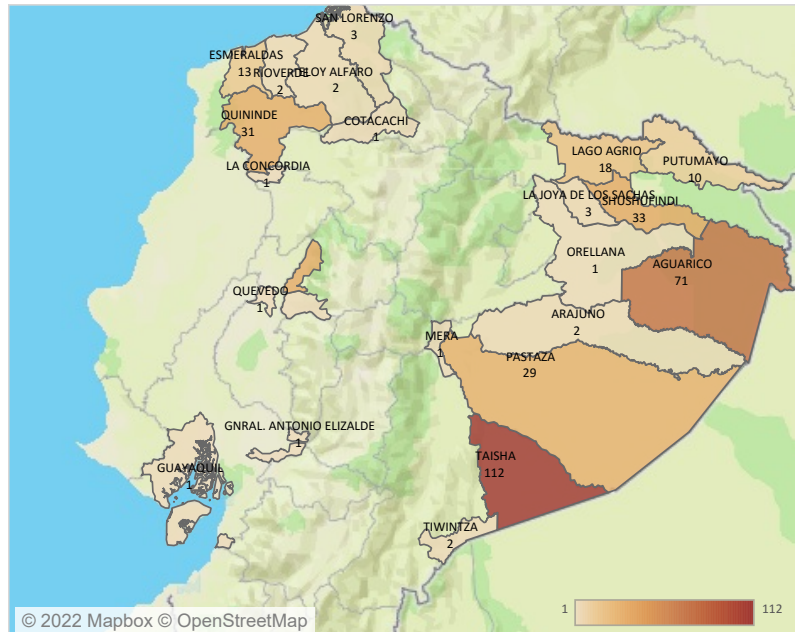 SAN LORENZO
3
ESMERALDAS
13
RIOVERDE
2
ELOY ALFARO
2
QUININDE
31
COTACACHI
1
LA CONCORDIA
1
LAGO AGRIO
18
PUTUMAYO
10
LA JOYA DE LOS SACHAS
3
SHUSHUFINDI
33
ORELLANA
1
AGUARICO
71
QUEVEDO
1
ARAJUNO
2
MERA
1
PASTAZA
29
GNRAL. ANTONIO ELIZALDE
1
GUAYAQUIL
1
TAISHA
112
TIWINTZA
2
1 112
© 2022 Mapbox © OpenStreetMap